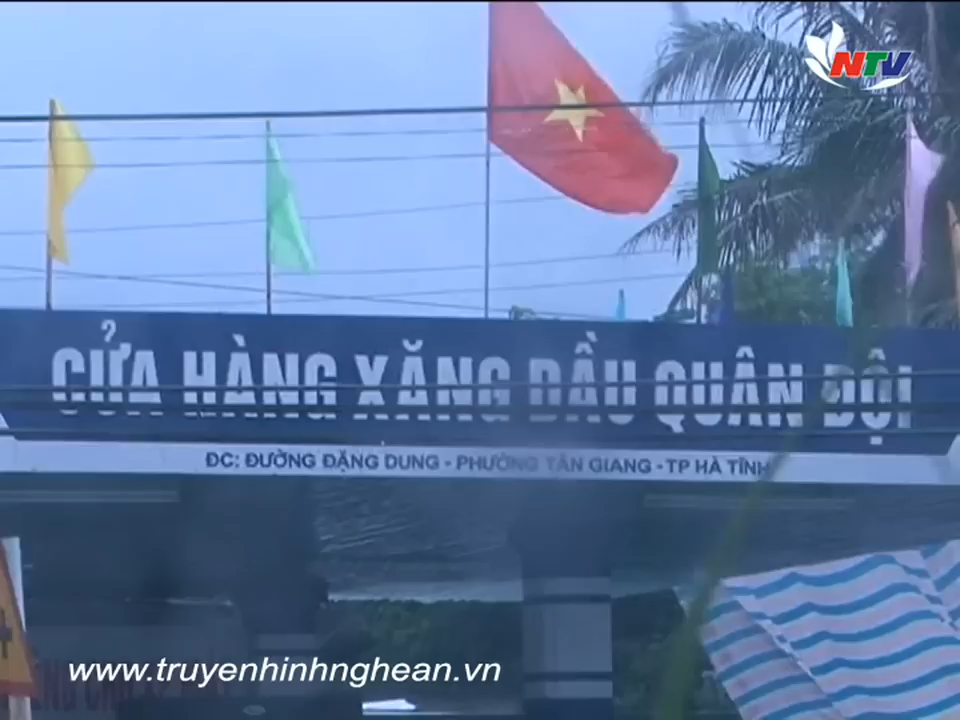 NTV
CỬA HÀNG XĂNG DẦU QUÂN ĐỘI
ĐC: ĐƯỜNG ĐẶNG DUNG - PHƯỜNG TÂN GIANG - TP HÀ TĨNH
www.truyenhinhnghean.vn